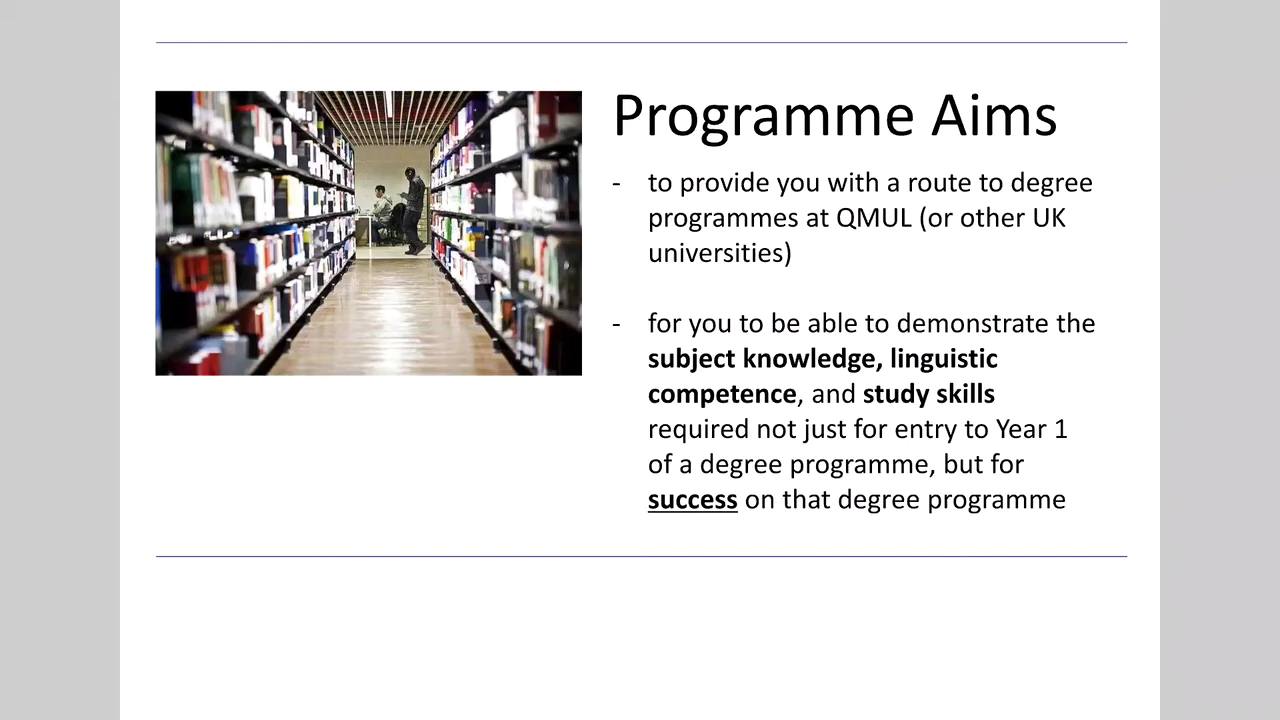 Programme Aims
- to provide you with a route to degree
programmes at QMUL (or other UK
universities)
- for you to be able to demonstrate the
subject knowledge, linguistic
competence, and study skills
required not just for entry to Year 1
of a degree programme, but for
success on that degree programme